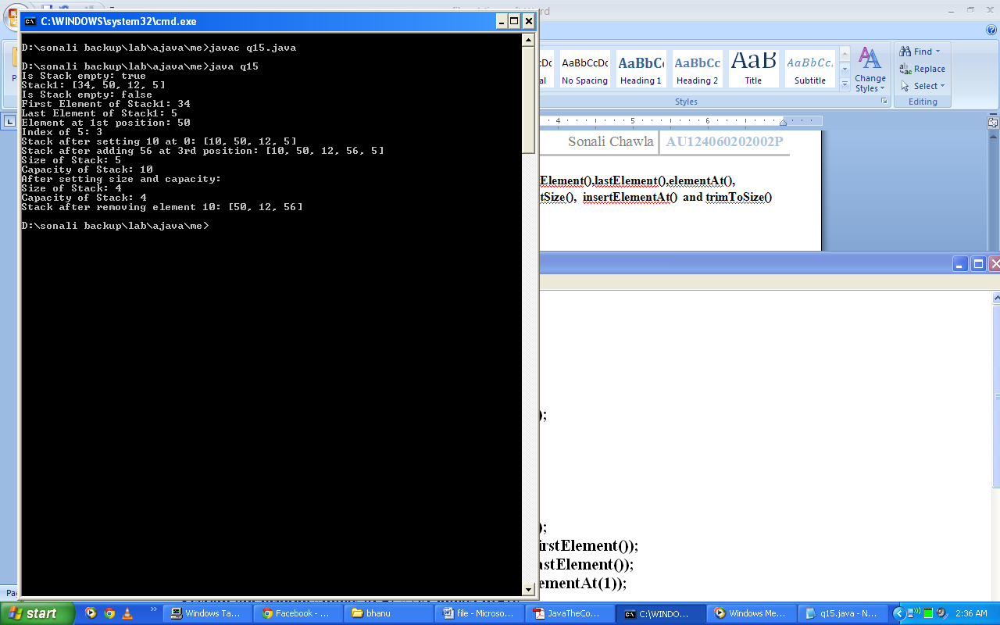 C:\WINDOWS\system32\cmd.exe
D:\sonali backup\lab\ajava\me>javac q15.java
D:\sonali backup\lab\ajava\me>java q15
Is Stack empty: true
Stack1: [34, 50, 12, 5]
Is Stack empty: false
First Element of Stack1: 34
Last Element of Stack1: 5
Element at 1st position: 50
Index of 5: 3
Stack after setting 10 at 0: [10, 50, 12, 5]
Stack after adding 56 at 3rd position: [10, 50, 12, 56, 5]
Size of Stack: 5
Capacity of Stack: 10
After setting size and capacity:
Size of Stack: 4
Capacity of Stack: 4
Stack after removing element 10: [50, 12, 56]
D:\sonali backup\lab\ajava\me>
AaBbCcDc AaBbC AaBbCc AaB AaBbCc.
No Spacing Heading 1 Heading 2 Title Subtitle
Change Styles
Styles
Find
Replace
Select
Editing
4 5 6
Sonali Chawla AU124060202002P
Element(),lastElement(),elementAt(),
tSize(), insertElementAt() and trimToSize()
);
);
irstElement());
astElement());
ementAt(1));
start
Windows Ta...
Facebook - ...
bhanu
file - Microso...
JavaTheCo...
C:\WINDO...
Windows Me...
q15.java - N...
2:36 AM